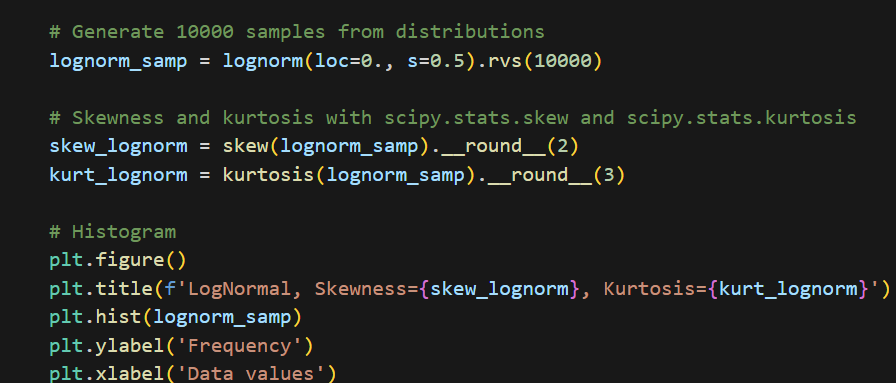 # Generate 10000 samples from distributions
lognorm_samp = lognorm(loc=0., s=0.5).rvs(10000)
# Skewness and kurtosis with scipy.stats.skew and scipy.stats.kurtosis
skew_lognorm = skew(lognorm_samp).__round__(2)
kurt_lognorm = kurtosis(lognorm_samp).__round__(3)
# Histogram
plt.figure()
plt.title(f'LogNormal, Skewness={skew_lognorm}, Kurtosis={kurt_lognorm}')
plt.hist(lognorm_samp)
plt.ylabel('Frequency')
plt.xlabel('Data values')